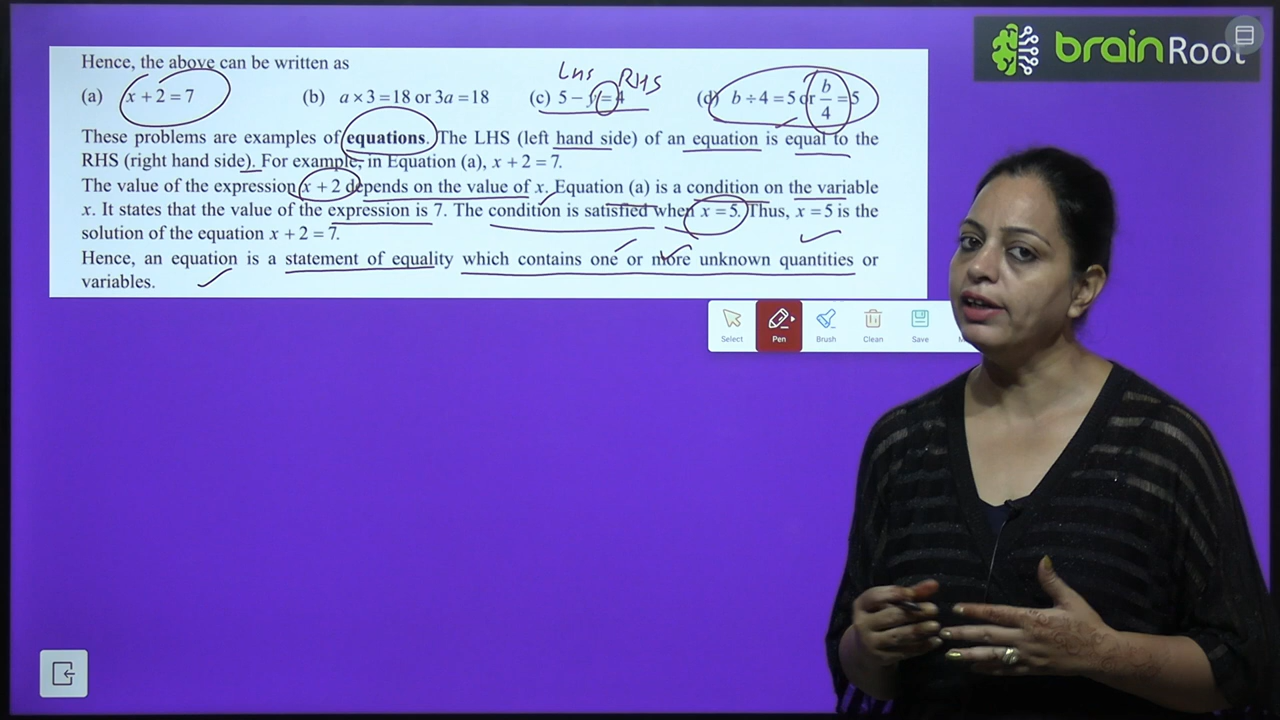 brainRoot
Hence, the above can be written as
Lhs RHS
(a) x + 2 = 7 (b) a × 3 = 18 or 3a = 18 (c) 5 − y = 4 (d) b ÷ 4 = 5 or b/4 = 5
These problems are examples of equations. The LHS (left hand side) of an equation is equal to the
RHS (right hand side). For example, in Equation (a), x + 2 = 7.
The value of the expression x + 2 depends on the value of x. Equation (a) is a condition on the variable
x. It states that the value of the expression is 7. The condition is satisfied when x = 5. Thus, x = 5 is the
solution of the equation x + 2 = 7.
Hence, an equation is a statement of equality which contains one or more unknown quantities or
variables.
Select Pen Brush Clean Save